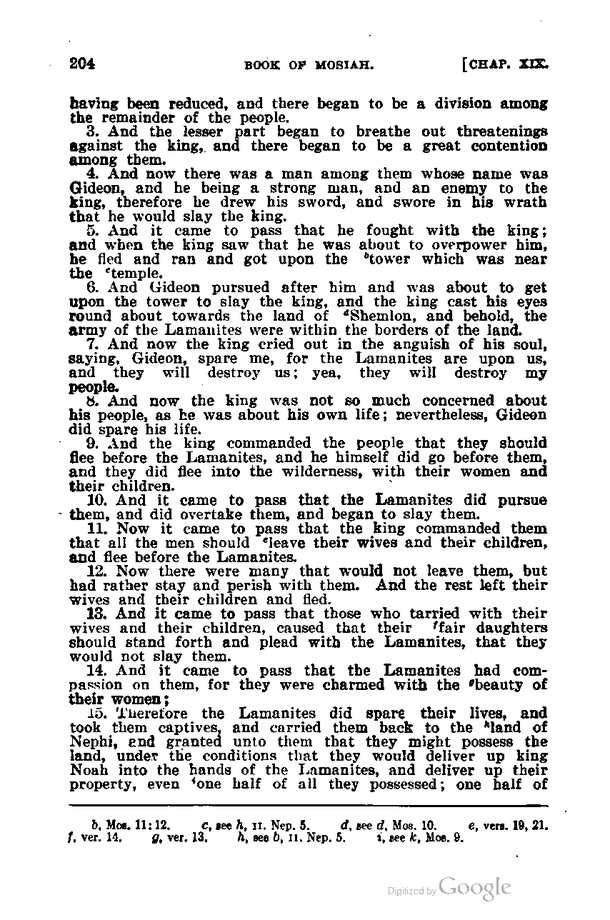 204 BOOK OF MOSIAH. [CHAP. XIX.
having been reduced, and there began to be a division among
the remainder of the people.
3. And the lesser part began to breathe out threatenings
against the king, and there began to be a great contention
among them.
4. And now there was a man among them whose name was
Gideon, and he being a strong man, and an enemy to the
king, therefore he drew his sword, and swore in his wrath
that he would slay the king.
5. And it came to pass that he fought with the king;
and when the king saw that he was about to overpower him,
he fled and ran and got upon the ᵇtower which was near
the ᶜtemple.
6. And Gideon pursued after him and was about to get
upon the tower to slay the king, and the king cast his eyes
round about towards the land of ᵈShemlon, and behold, the
army of the Lamanites were within the borders of the land.
7. And now the king cried out in the anguish of his soul,
saying, Gideon, spare me, for the Lamanites are upon us,
and they will destroy us; yea, they will destroy my
people.
8. And now the king was not so much concerned about
his people, as he was about his own life; nevertheless, Gideon
did spare his life.
9. And the king commanded the people that they should
flee before the Lamanites, and he himself did go before them,
and they did flee into the wilderness, with their women and
their children.
10. And it came to pass that the Lamanites did pursue
them, and did overtake them, and began to slay them.
11. Now it came to pass that the king commanded them
that all the men should ᵉleave their wives and their children,
and flee before the Lamanites.
12. Now there were many that would not leave them, but
had rather stay and perish with them. And the rest left their
wives and their children and fled.
13. And it came to pass that those who tarried with their
wives and their children, caused that their ᶠfair daughters
should stand forth and plead with the Lamanites, that they
would not slay them.
14. And it came to pass that the Lamanites had com-
passion on them, for they were charmed with the ᵍbeauty of
their women;
15. Therefore the Lamanites did spare their lives, and
took them captives, and carried them back to the ʰland of
Nephi, and granted unto them that they might possess the
land, under the conditions that they would deliver up king
Noah into the hands of the Lamanites, and deliver up their
property, even ⁱone half of all they possessed; one half of
b, Mos. 11:12. c, see h, II. Nep. 5. d, see d, Mos. 10. e, vers. 19, 21.
f, ver. 14. g, ver. 13. h, see b, II. Nep. 5. i, see k, Mos. 9.
Digitized by Google